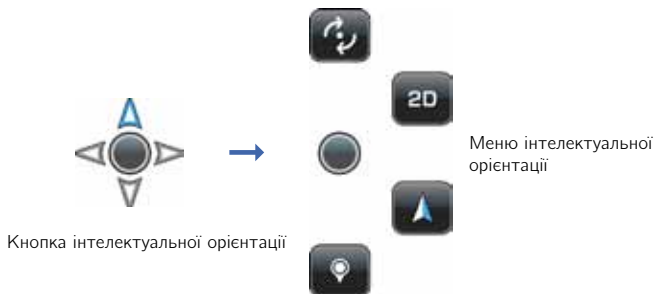 2D
Меню інтелектуальної
орієнтації
Кнопка інтелектуальної орієнтації